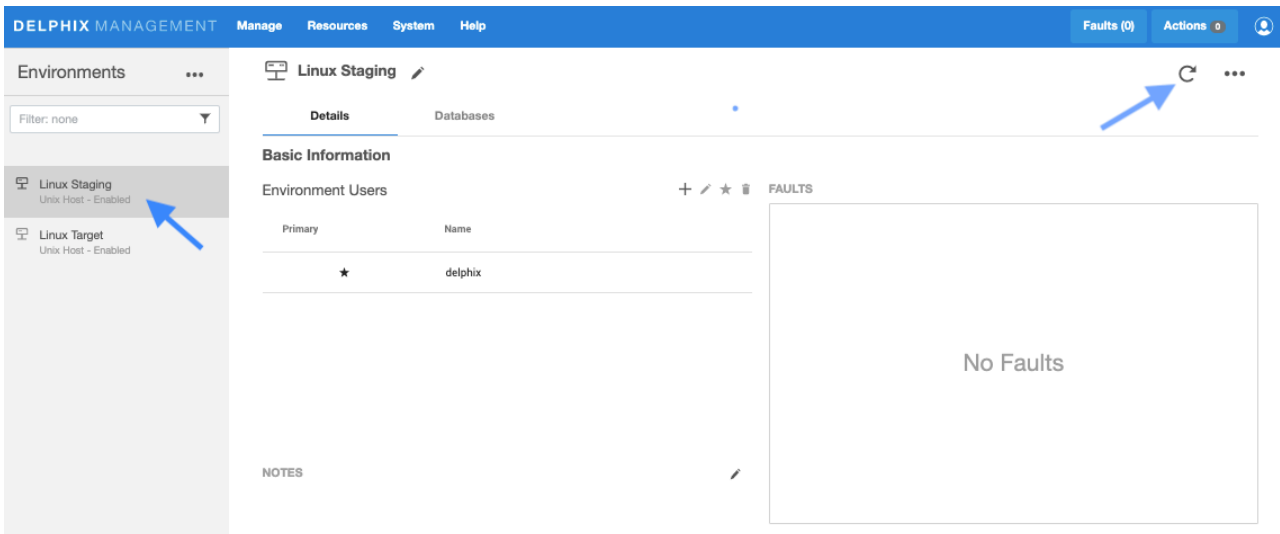 DELPHIX MANAGEMENT Manage Resources System Help Faults (0) Actions 0
Environments
Filter: none
Linux Staging
Unix Host - Enabled
Linux Target
Unix Host - Enabled
Linux Staging
Details Databases
Basic Information
Environment Users
Primary Name
delphix
NOTES
FAULTS
No Faults